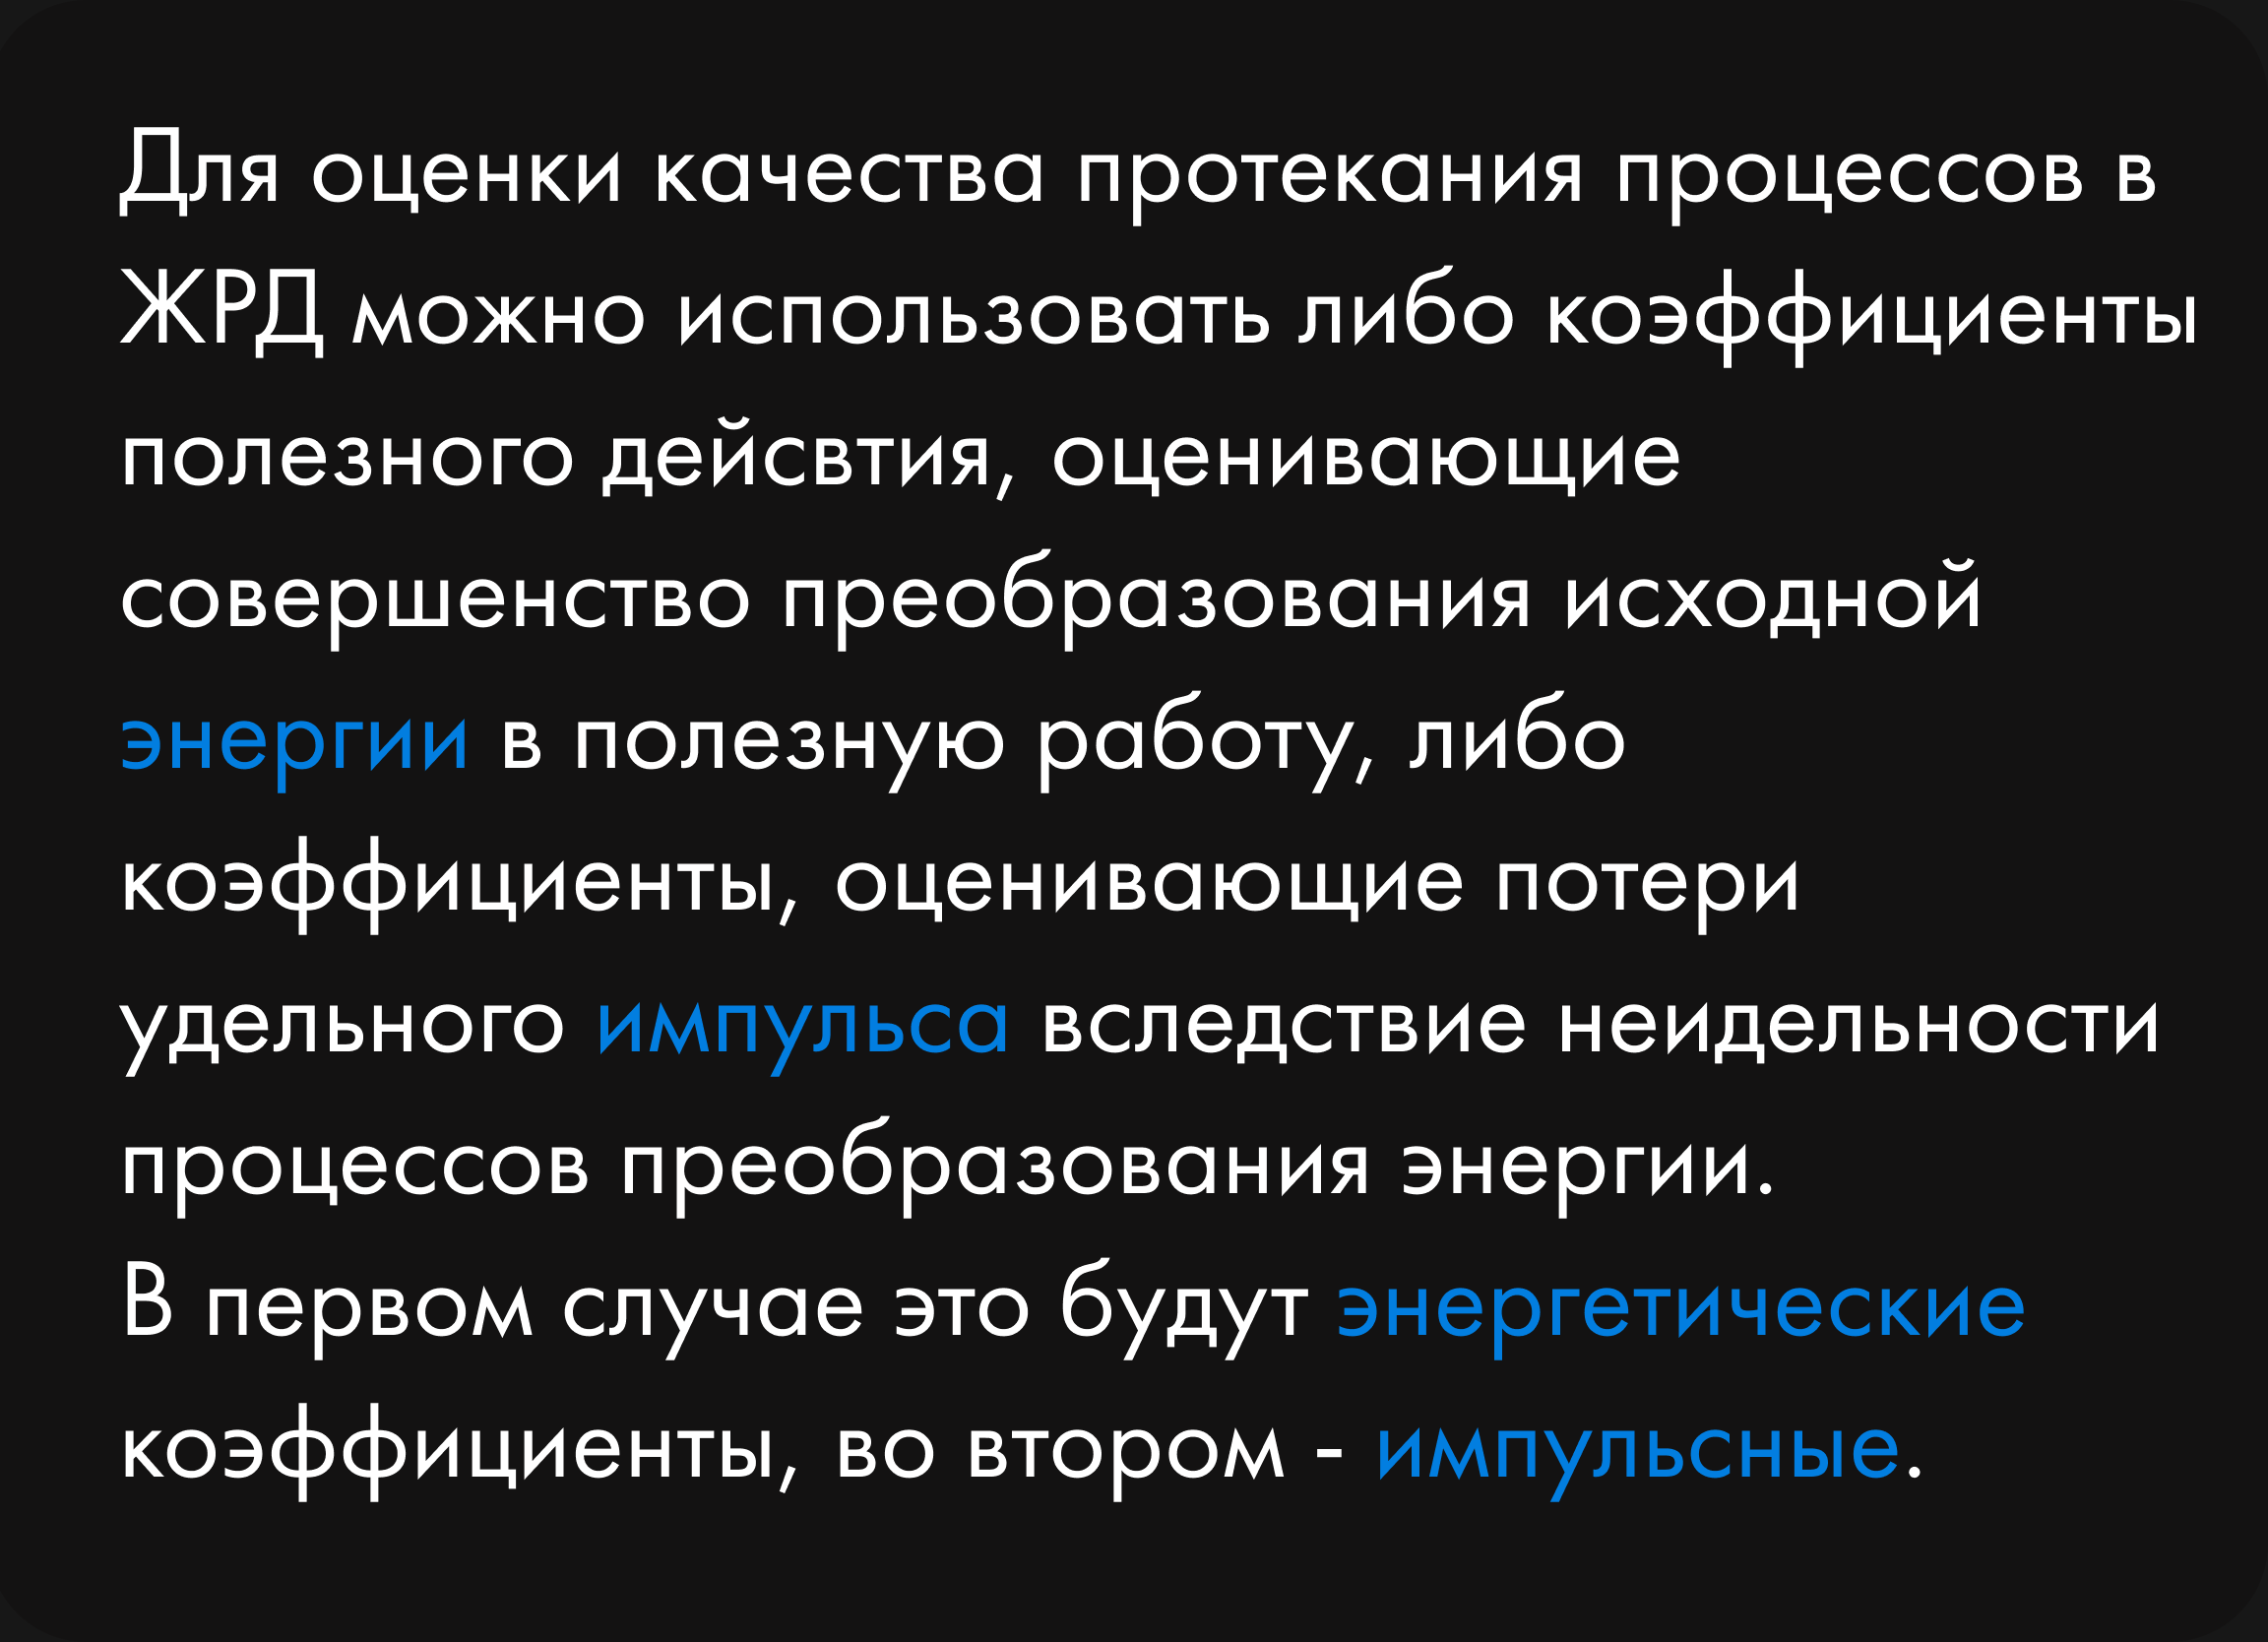 Для оценки качества протекания процессов в
ЖРД можно использовать либо коэффициенты
полезного дейсвтия, оценивающие
совершенство преобразования исходной
энергии в полезную работу, либо
коэффициенты, оценивающие потери
удельного импульса вследствие неидельности
процессов преобразования энергии.
В первом случае это будут энергетические
коэффициенты, во втором - импульсные.